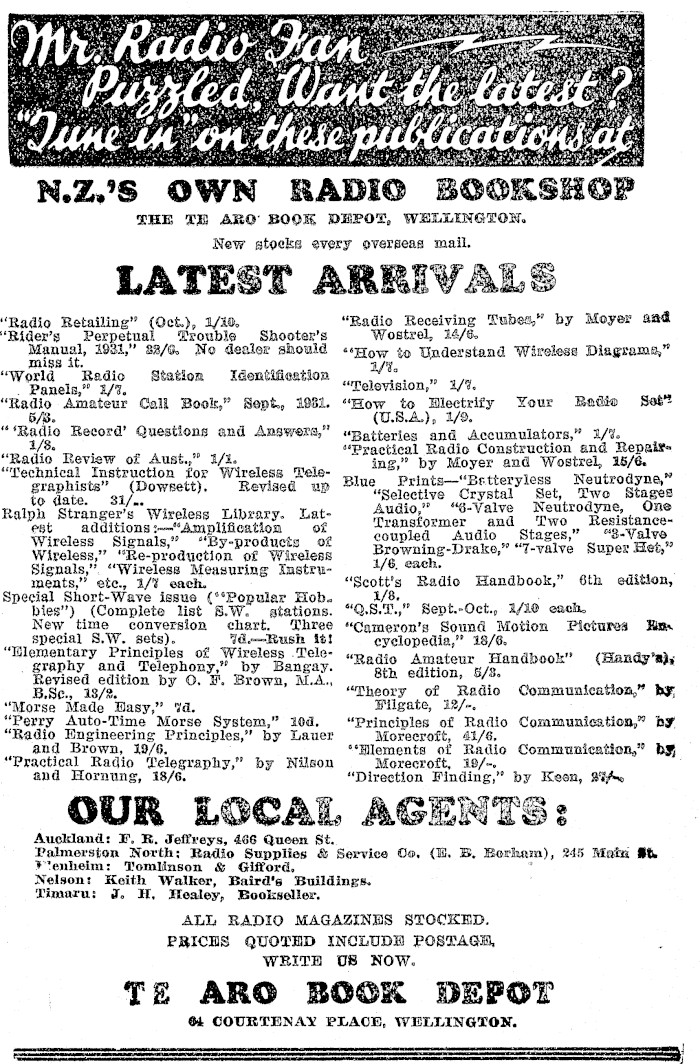 Mr. Radio Fan
Puzzled, Want the latest?
"Tune in" on these publications at
N.Z.'S OWN RADIO BOOKSHOP
THE TE ARO BOOK DEPOT, WELLINGTON.
New stocks every overseas mail.
LATEST ARRIVALS
"Radio Retailing" (Oct.), 1/10.
"Rider's Perpetual Trouble Shooter's
Manual, 1931," No dealer should
miss it.
"World Radio Station Identification
Panels," 1/7.
"Radio Amateur Call Book," Sept., 1931.
5/3.
"'Radio Record' Questions and Answers,"
1/8.
"Radio Review of Aust.," 1/1.
"Technical Instruction for Wireless Tele-
graphists" (Dowsett). Revised up
to date. 31/-.
Ralph Stranger's Wireless Library. Lat-
est additions:—"Amplification of
Wireless Signals," "By-products of
Wireless," "Re-production of Wireless
Signals," "Wireless Measuring Instru-
ments," etc., 1/7 each.
Special Short-Wave issue ("Popular Hob-
bies") (Complete list S.W. stations.
New time conversion chart. Three
special S.W. sets). 7d.—Rush it!
"Elementary Principles of Wireless Tele-
graphy and Telephony," by Bangay.
Revised edition by O. F. Brown, M.A.,
B.Sc., 13/2.
"Morse Made Easy," 7d.
"Perry Auto-Time Morse System," 10d.
"Radio Engineering Principles," by Lauer
and Brown, 19/6.
"Practical Radio Telegraphy," by Nilson
and Hornung, 18/6.
"Radio Receiving Tubes," by Moyer and
Wostrel, 14/6.
"How to Understand Wireless Diagrams,"
1/7.
"Television," 1/7.
"How to Electrify Your Radio Set"
(U.S.A.), 1/9.
"Batteries and Accumulators," 1/7.
"Practical Radio Construction and Repair-
ing," by Moyer and Wostrel, 15/6.
Blue Prints—"Batteryless Neutrodyne,"
"Selective Crystal Set, Two Stages
Audio," "6-Valve Neutrodyne, One
Transformer and Two Resistance-
coupled Audio Stages," "3-Valve
Browning-Drake," "7-valve Super Het,"
1/6 each.
"Scott's Radio Handbook," 6th edition,
1/8.
"Q.S.T.," Sept.-Oct., 1/10 each.
"Cameron's Sound Motion Pictures En-
cyclopedia," 18/6.
"Radio Amateur Handbook" (Handy's),
8th edition, 5/3.
"Theory of Radio Communication," by
Filgate, 12/-.
"Principles of Radio Communication," by
Morecroft, 41/6.
"Elements of Radio Communication," by
Morecroft, 19/-.
"Direction Finding," by Keen,
OUR LOCAL AGENTS:
Auckland: F. R. Jeffreys, 466 Queen St.
Palmerston North: Radio Supplies & Service Co. (E. B. Borham), 245 Main St.
Blenheim: Tomlinson & Gifford.
Nelson: Keith Walker, Baird's Buildings.
Timaru: J. H. Healey, Bookseller.
ALL RADIO MAGAZINES STOCKED.
PRICES QUOTED INCLUDE POSTAGE,
WRITE US NOW.
TE ARO BOOK DEPOT
64 COURTENAY PLACE, WELLINGTON.